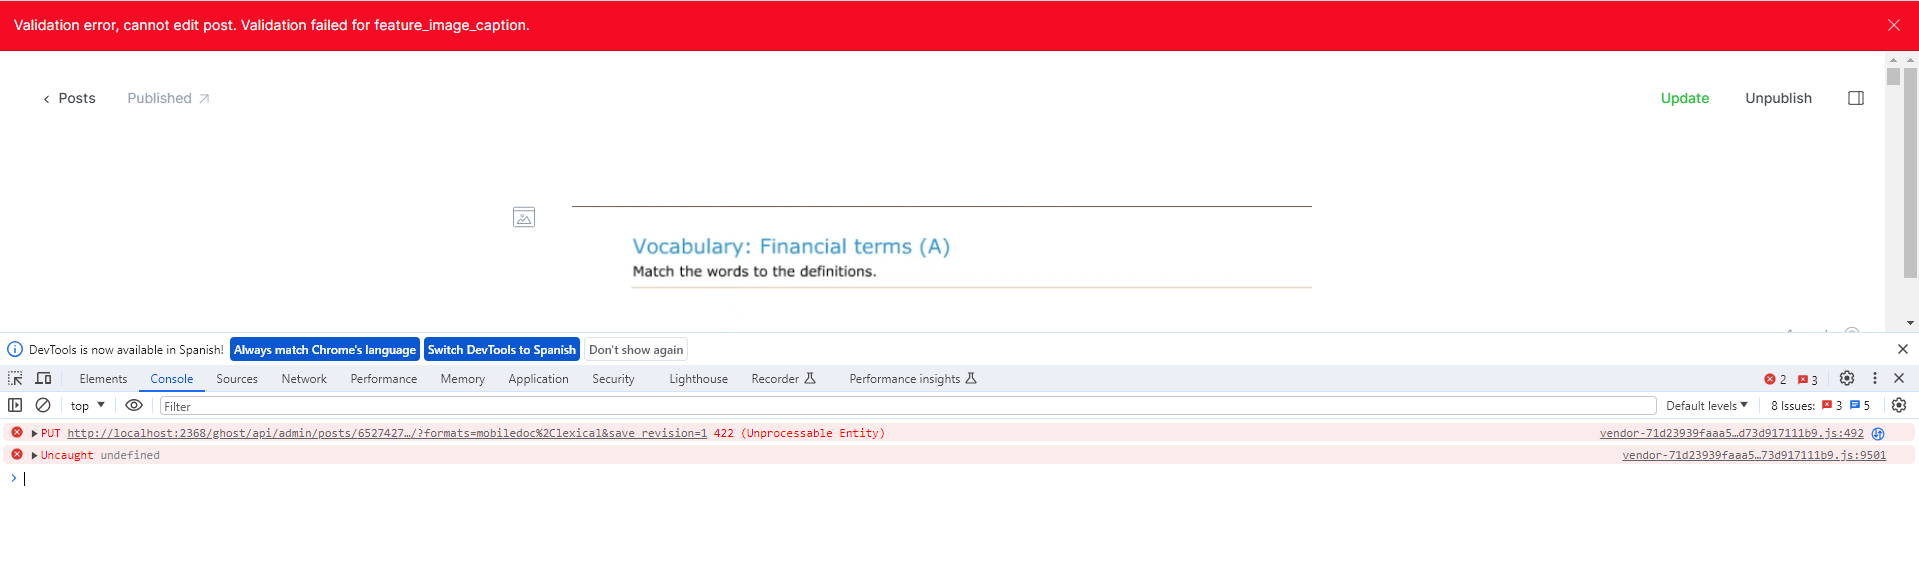 Validation error, cannot edit post. Validation failed for feature_image_caption.
Posts Published Update Unpublish
Vocabulary: Financial terms (A)
Match the words to the definitions.
DevTools is now available in Spanish! Always match Chrome's language Switch DevTools to Spanish Don't show again
Elements Console Sources Network Performance Memory Application Security Lighthouse Recorder Performance insights 2 3
top Filter Default levels 8 Issues: 3 5
PUT http://localhost:2368/ghost/api/admin/posts/6527427…/?formats=mobiledoc%2Clexical&save_revision=1 422 (Unprocessable Entity) vendor-71d23939faaa5…d73d917111b9.js:492
Uncaught undefined vendor-71d23939faaa5…73d917111b9.js:9501